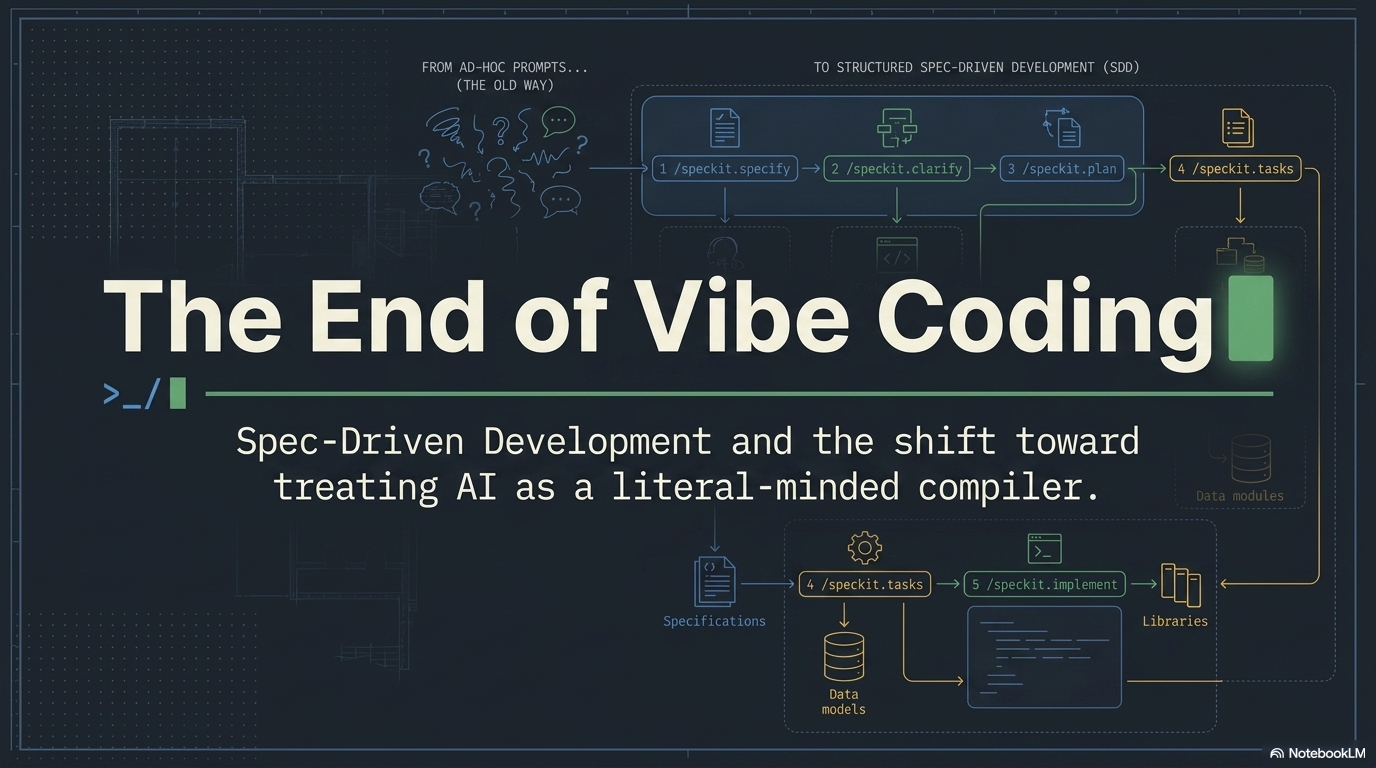 FROM AD-HOC PROMPTS...
(THE OLD WAY)
TO STRUCTURED SPEC-DRIVEN DEVELOPMENT (SDD)
?
?
?
?
1 /speckit.specify
2 /speckit.clarify
3 /speckit.plan
4 /speckit.tasks
</>
The End of Vibe Coding
>_/
Spec-Driven Development and the shift toward
treating AI as a literal-minded compiler.
Data modules
>_
4 /speckit.tasks
5 /speckit.implement
Specifications
Libraries
Data
models
NotebookLM